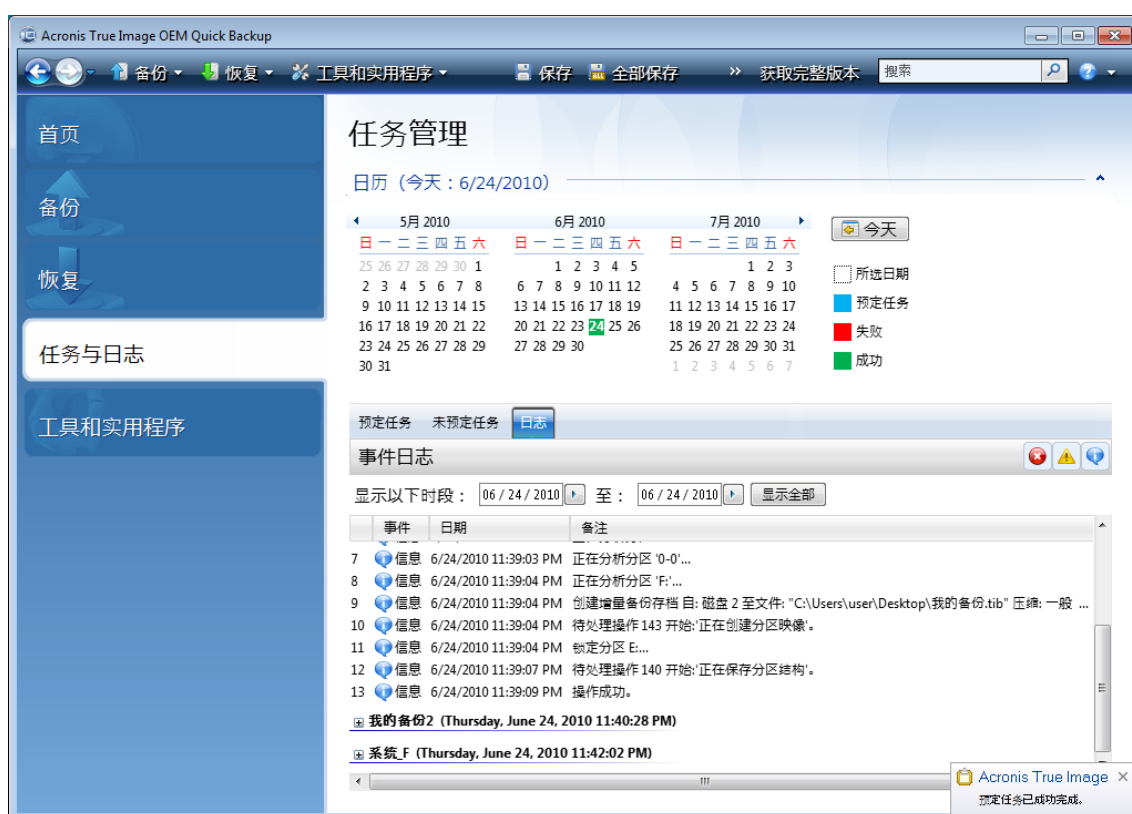 Acronis True Image OEM Quick Backup
备份 恢复 工具和实用程序 保存 全部保存 » 获取完整版本 搜索
首页
备份
恢复
任务与日志
工具和实用程序
任务管理
日历（今天：6/24/2010）
5月 2010 6月 2010 7月 2010
日 一 二 三 四 五 六 日 一 二 三 四 五 六 日 一 二 三 四 五 六
25 26 27 28 29 30 1 1 2 3 4 5 1 2 3
2 3 4 5 6 7 8 6 7 8 9 10 11 12 4 5 6 7 8 9 10
9 10 11 12 13 14 15 13 14 15 16 17 18 19 11 12 13 14 15 16 17
16 17 18 19 20 21 22 20 21 22 23 24 25 26 18 19 20 21 22 23 24
23 24 25 26 27 28 29 27 28 29 30 25 26 27 28 29 30 31
30 31 1 2 3 4 5 6 7
今天
所选日期
预定任务
失败
成功
预定任务 未预定任务 日志
事件日志
显示以下时段： 06 / 24 / 2010 至： 06 / 24 / 2010 显示全部
事件 日期 备注
7 信息 6/24/2010 11:39:03 PM 正在分析分区 '0-0'...
8 信息 6/24/2010 11:39:04 PM 正在分析分区 'F:'...
9 信息 6/24/2010 11:39:04 PM 创建增量备份存档 自: 磁盘 2 至文件: "C:\Users\user\Desktop\我的备份.tib" 压缩: 一般 ...
10 信息 6/24/2010 11:39:04 PM 待处理操作 143 开始:'正在创建分区映像'。
11 信息 6/24/2010 11:39:04 PM 锁定分区 E:...
12 信息 6/24/2010 11:39:07 PM 待处理操作 140 开始:'正在保存分区结构'。
13 信息 6/24/2010 11:39:09 PM 操作成功。
我的备份2 (Thursday, June 24, 2010 11:40:28 PM)
系统_F (Thursday, June 24, 2010 11:42:02 PM)
Acronis True Image
预定任务已成功完成。